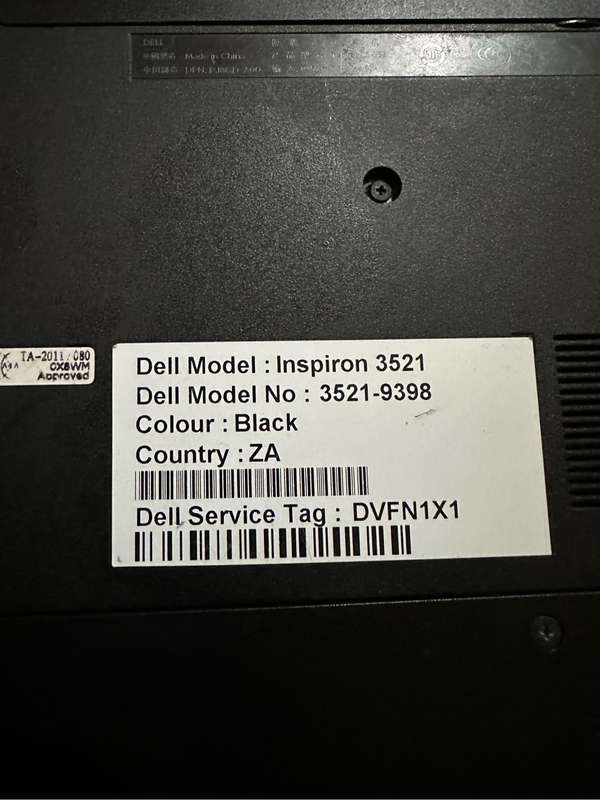 DELL
Made in China
TA-2011/080
Approved
Dell Model : Inspiron 3521
Dell Model No : 3521-9398
Colour : Black
Country : ZA
Dell Service Tag : DVFN1X1